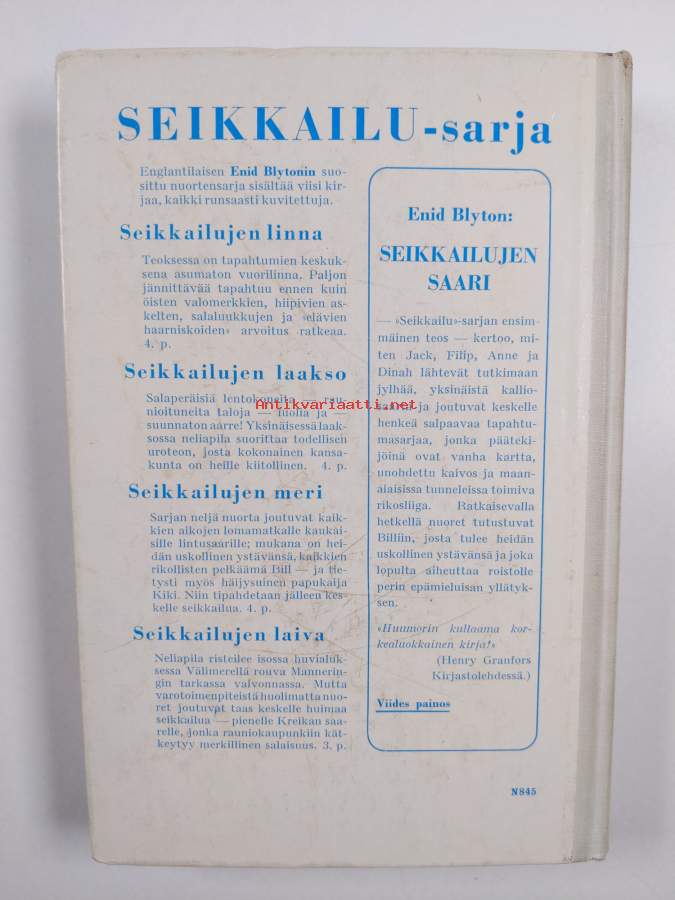 SEIKKAILU-sarja
Englantilaisen Enid Blytonin suo-
sittu nuortensarja sisältää viisi kir-
jaa, kaikki runsaasti kuvitettuja.
Seikkailujen linna
Teoksessa on tapahtumien keskuk-
sena asumaton vuorilinna. Paljon
jännittävää tapahtuu ennen kuin
öisten valomerkkien, hiipivien as-
kelten, salaluukkujen ja »elävien
haarniskoiden» arvoitus ratkeaa.
4. p.
Seikkailujen laakso
Salaperäisiä lentokoneita — rau-
nioituneita taloja — luolia ja —
suunnaton aarre! Yksinäisessä laak-
sossa neliapila suorittaa todellisen
uroteon, josta kokonainen kansa-
kunta on heille kiitollinen. 4. p.
Seikkailujen meri
Sarjan neljä nuorta joutuvat kaik-
kien aikojen lomamatkalle kaukai-
sille lintusaarille; mukana on hei-
dän uskollinen ystävänsä, kaikkien
rikollisten pelkäämä Bill — ja tie-
tysti myös häijysuinen papukaija
Kiki. Niin tipahdetaan jälleen kes-
kelle seikkailua. 4. p.
Seikkailujen laiva
Neliapila risteilee isossa huvialuk-
sessa Välimerellä rouva Mannerin-
gin tarkassa valvonnassa. Mutta
varotoimenpiteistä huolimatta nuo-
ret joutuvat taas keskelle huimaa
seikkailua — pienelle Kreikan saa-
relle, jonka rauniokaupunkiin kät-
keytyy merkillinen salaisuus. 3. p.
Enid Blyton:
SEIKKAILUJEN
SAARI
— »Seikkailu»-sarjan ensim-
mäinen teos — kertoo, mi-
ten Jack, Filip, Anne ja
Dinah lähtevät tutkimaan
jylhää, yksinäistä kallio-
saarta ja joutuvat keskelle
henkeä salpaavaa tapahtu-
masarjaa, jonka pääteki-
jöinä ovat vanha kartta,
unohdettu kaivos ja maan-
alaisissa tunneleissa toimiva
rikosliiga. Ratkaisevalla
hetkellä nuoret tutustuvat
Billiin, josta tulee heidän
uskollinen ystävänsä ja joka
lopulta aiheuttaa roistolle
perin epämieluisan yllätyk-
sen.
»Huumorin kultaama kor-
kealuokkainen kirja!»
(Henry Granfors
Kirjastolehdessä.)
Viides painos
N845
Antikvariaatti.net